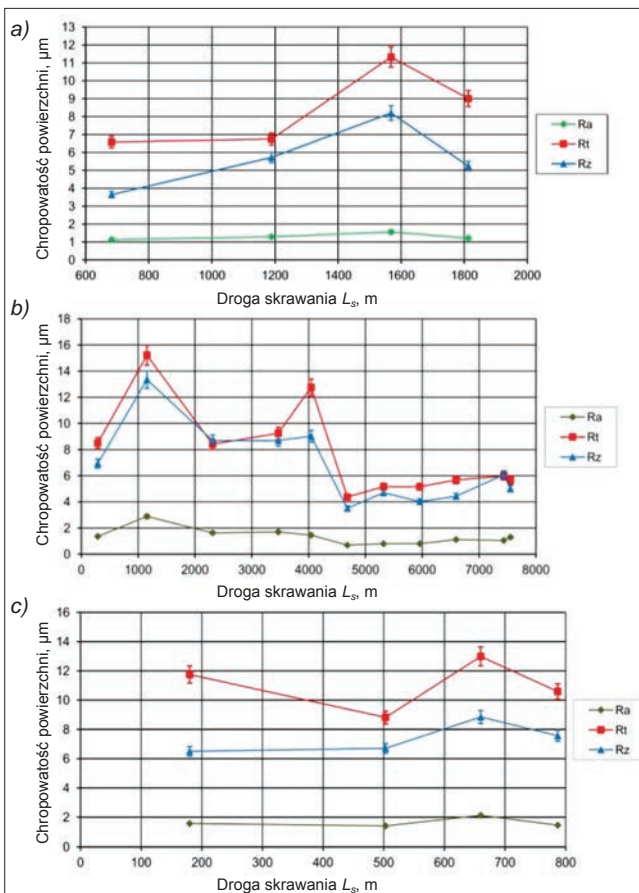 a)
Chropowatość powierzchni, µm
13
12
11
10
9
8
7
6
5
4
3
2
1
0
600 800 1000 1200 1400 1600 1800 2000
Droga skrawania Ls, m
Ra
Rt
Rz
b)
Chropowatość powierzchni, µm
18
16
14
12
10
8
6
4
2
0
0 1000 2000 3000 4000 5000 6000 7000 8000
Droga skrawania Ls, m
Ra
Rt
Rz
c)
Chropowatość powierzchni, µm
16
14
12
10
8
6
4
2
0
0 100 200 300 400 500 600 700 800
Droga skrawania Ls, m
Ra
Rt
Rz